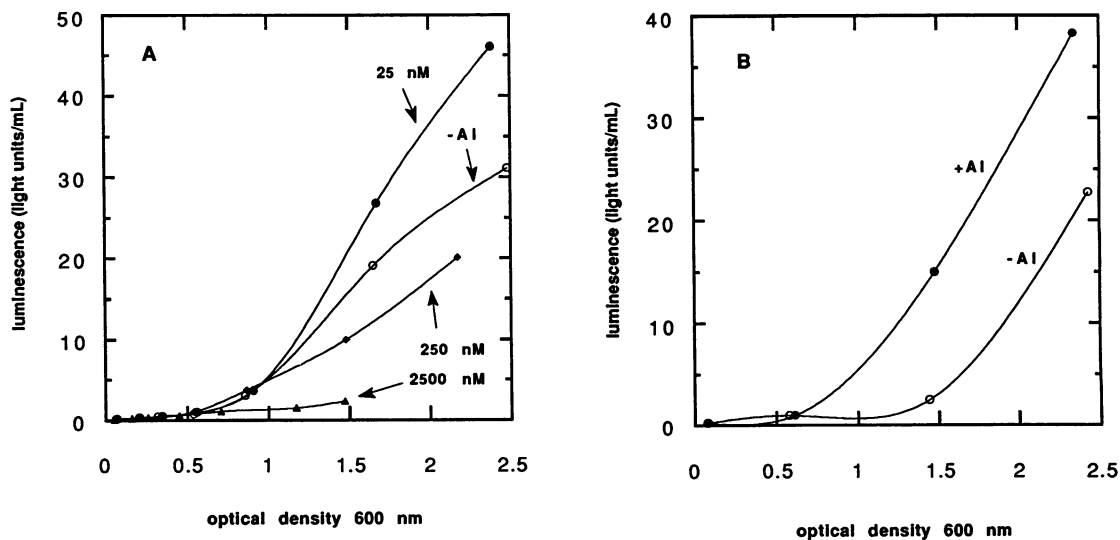 50
40
30
20
10
0
luminescence (light units/mL)
A
25 nM
-AI
250 nM
2500 nM
0 0.5 1 1.5 2 2.5
optical density 600 nm
40
30
20
10
0
luminescence (light units/mL)
B
+AI
-AI
0 0.5 1 1.5 2 2.5
optical density 600 nm